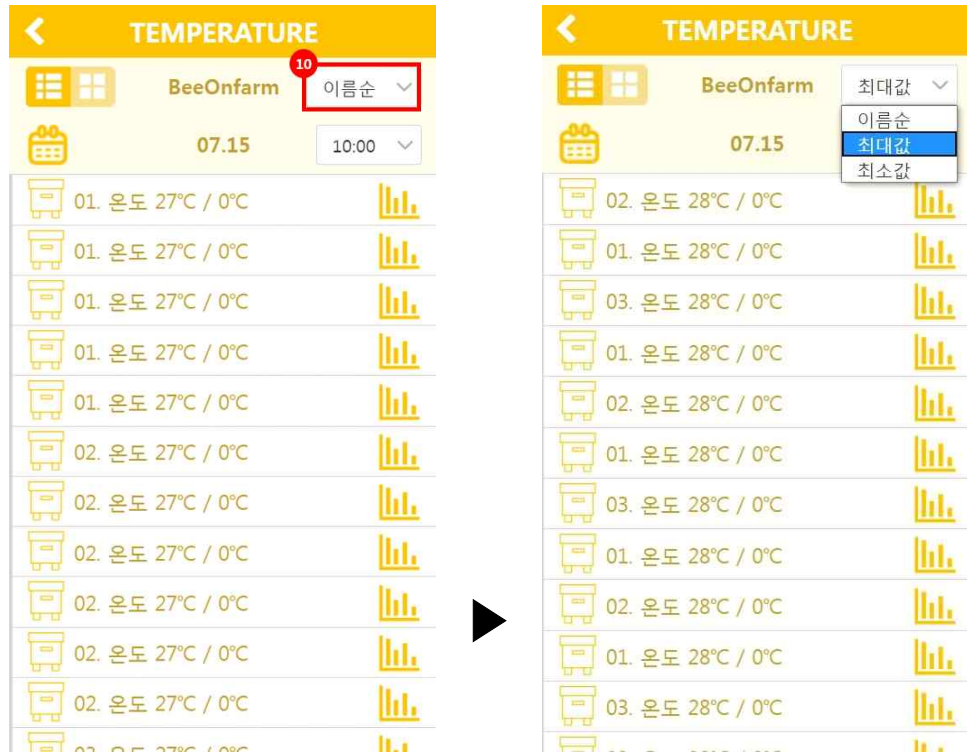 TEMPERATURE
10
BeeOnfarm 이름순
07.15 10:00
01. 온도 27℃ / 0℃
01. 온도 27℃ / 0℃
01. 온도 27℃ / 0℃
01. 온도 27℃ / 0℃
01. 온도 27℃ / 0℃
02. 온도 27℃ / 0℃
02. 온도 27℃ / 0℃
02. 온도 27℃ / 0℃
02. 온도 27℃ / 0℃
02. 온도 27℃ / 0℃
02. 온도 27℃ / 0℃
TEMPERATURE
BeeOnfarm 최대값
이름순
07.15 최대값
최소값
02. 온도 28℃ / 0℃
01. 온도 28℃ / 0℃
03. 온도 28℃ / 0℃
01. 온도 28℃ / 0℃
02. 온도 28℃ / 0℃
01. 온도 28℃ / 0℃
03. 온도 28℃ / 0℃
01. 온도 28℃ / 0℃
02. 온도 28℃ / 0℃
01. 온도 28℃ / 0℃
03. 온도 28℃ / 0℃